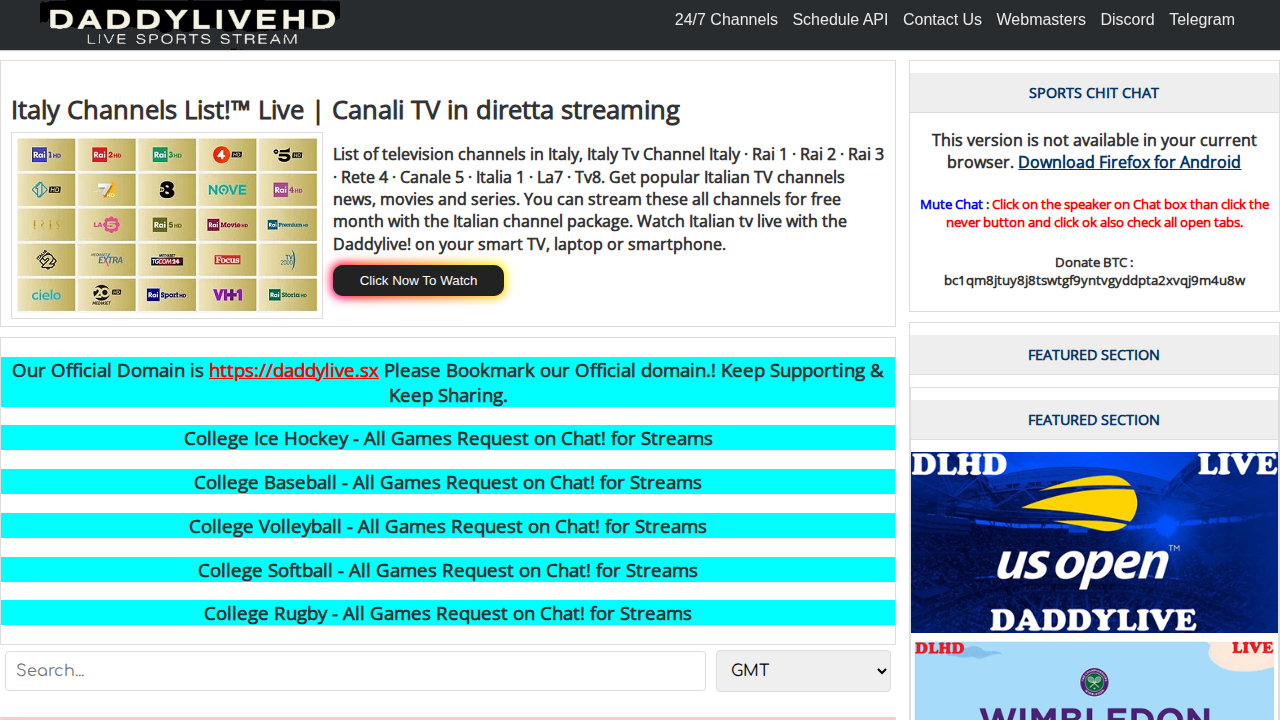 DADDYLIVEHD
LIVE SPORTS STREAM
24/7 Channels Schedule API Contact Us Webmasters Discord Telegram
Italy Channels List!™ Live | Canali TV in diretta streaming
Rai 1 HD Rai 2 HD Rai 3 HD 4 HD 5 HD
HD 7 8 NOVE Rai 4 HD
IRIS LA 5 Rai 5 HD Rai Movie HD Rai Premium HD
27 MEDIASET EXTRA MEDIASET TGCOM24 Focus TV 2000
cielo 20 HD MEDIASET Rai Sport HD VH1 Rai Storia HD
List of television channels in Italy, Italy Tv Channel Italy · Rai 1 · Rai 2 · Rai 3
· Rete 4 · Canale 5 · Italia 1 · La7 · Tv8. Get popular Italian TV channels
news, movies and series. You can stream these all channels for free
month with the Italian channel package. Watch Italian tv live with the
Daddylive! on your smart TV, laptop or smartphone.
Click Now To Watch
Our Official Domain is https://daddylive.sx Please Bookmark our Official domain.! Keep Supporting &
Keep Sharing.
College Ice Hockey - All Games Request on Chat! for Streams
College Baseball - All Games Request on Chat! for Streams
College Volleyball - All Games Request on Chat! for Streams
College Softball - All Games Request on Chat! for Streams
College Rugby - All Games Request on Chat! for Streams
Search...
GMT
SPORTS CHIT CHAT
This version is not available in your current
browser. Download Firefox for Android
Mute Chat : Click on the speaker on Chat box than click the
never button and click ok also check all open tabs.
Donate BTC :
bc1qm8jtuy8j8tswtgf9yntvgyddpta2xvqj9m4u8w
FEATURED SECTION
FEATURED SECTION
DLHD LIVE
us open
DADDYLIVE
DLHD LIVE
WIMBLEDON